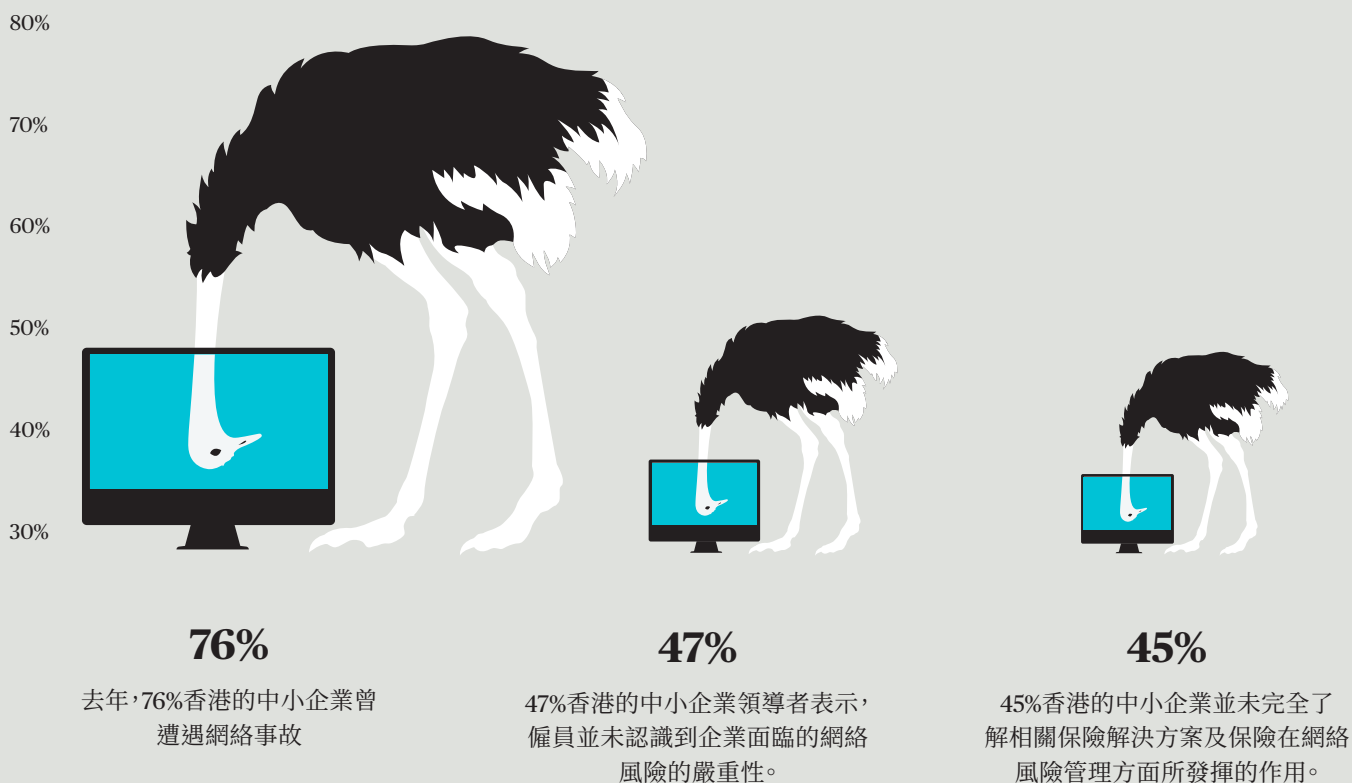 80%
70%
60%
50%
40%
30%
76%
去年,76%香港的中小企業曾
遭遇網絡事故
47%
47%香港的中小企業領導者表示,
僱員並未認識到企業面臨的網絡
風險的嚴重性。
45%
45%香港的中小企業並未完全了
解相關保險解決方案及保險在網絡
風險管理方面所發揮的作用。